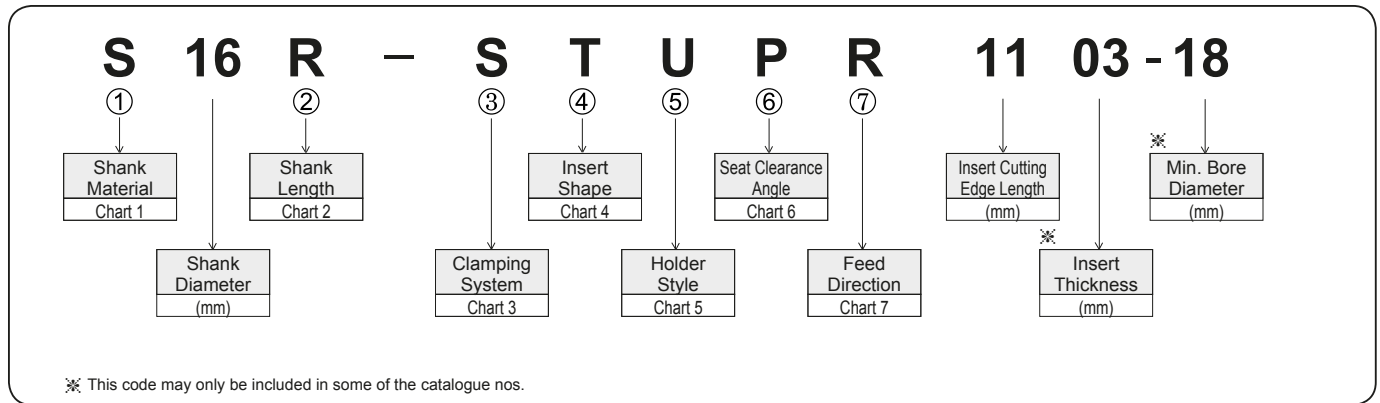 S 16 R – S T U P R 11 03 - 18
① ② ③ ④ ⑤ ⑥ ⑦
Shank
Material
Chart 1
Shank
Diameter
(mm)
Shank
Length
Chart 2
Clamping
System
Chart 3
Insert
Shape
Chart 4
Holder
Style
Chart 5
Seat Clearance
Angle
Chart 6
Feed
Direction
Chart 7
Insert Cutting
Edge Length
(mm)
※
Insert
Thickness
(mm)
※
Min. Bore
Diameter
(mm)
※ This code may only be included in some of the catalogue nos.